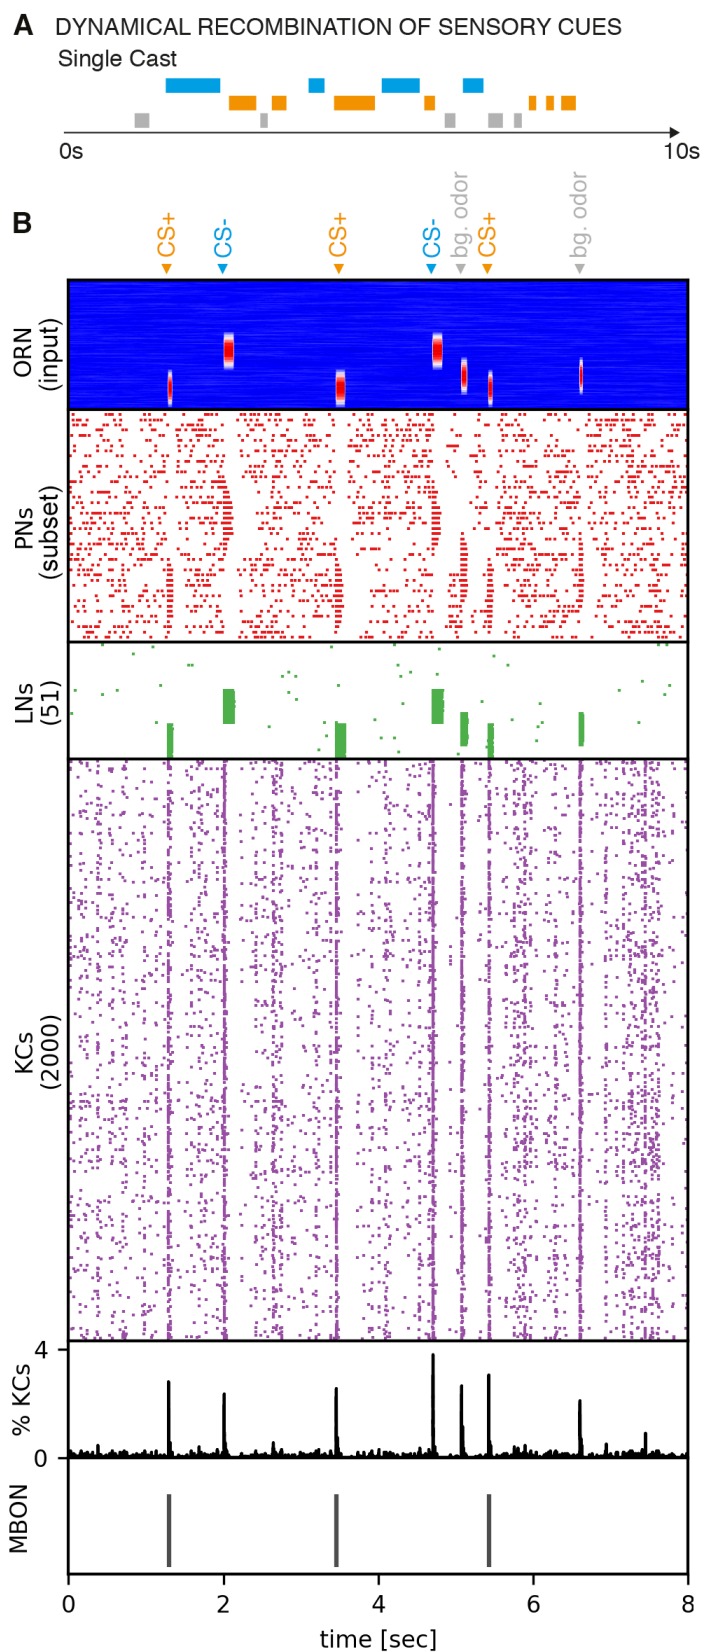 A DYNAMICAL RECOMBINATION OF SENSORY CUES
Single Cast
0s
10s
B
CS+
CS-
CS+
CS-
bg. odor
CS+
bg. odor
ORN
(input)
PNs
(subset)
LNs
(51)
KCs
(2000)
4
% KCs
0
MBON
0
2
4
6
8
time [sec]